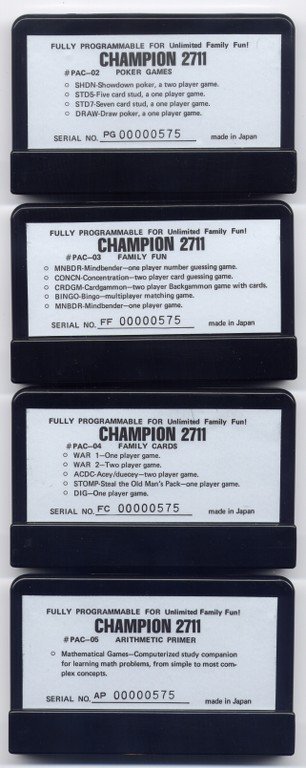 FULLY PROGRAMMABLE FOR Unlimited Family Fun!
CHAMPION 2711
#PAC-02 POKER GAMES
○ SHDN-Showdown poker, a two player game.
○ STD5-Five card stud, a one player game.
○ STD7-Seven card stud, a one player game.
○ DRAW-Draw poker, a one player game.
SERIAL NO. PG 00000575 made in Japan
FULLY PROGRAMMABLE FOR Unlimited Family Fun!
CHAMPION 2711
#PAC-03 FAMILY FUN
○ MNBDR-Mindbender—one player number guessing game.
○ CONCN-Concentration—two player card guessing game.
○ CRDGM-Cardgammon—two player Backgammon game with cards.
○ BINGO-Bingo—multiplayer matching game.
○ MNBDR-Mindbender—one player game.
SERIAL NO. FF 00000575 made in Japan
FULLY PROGRAMMABLE FOR Unlimited Family Fun!
CHAMPION 2711
#PAC-04 FAMILY CARDS
○ WAR 1—One player game.
○ WAR 2—Two player game.
○ ACDC-Acey/duecey—two player game.
○ STOMP-Steal the Old Man's Pack—one player game.
○ DIG—One player game.
SERIAL NO. FC 00000575 made in Japan
FULLY PROGRAMMABLE FOR Unlimited Family Fun!
CHAMPION 2711
#PAC-05 ARITHMETIC PRIMER
○ Mathematical Games—Computerized study companion
for learning math problems, from simple to most com-
plex concepts.
SERIAL NO. AP 00000575 made in Japan